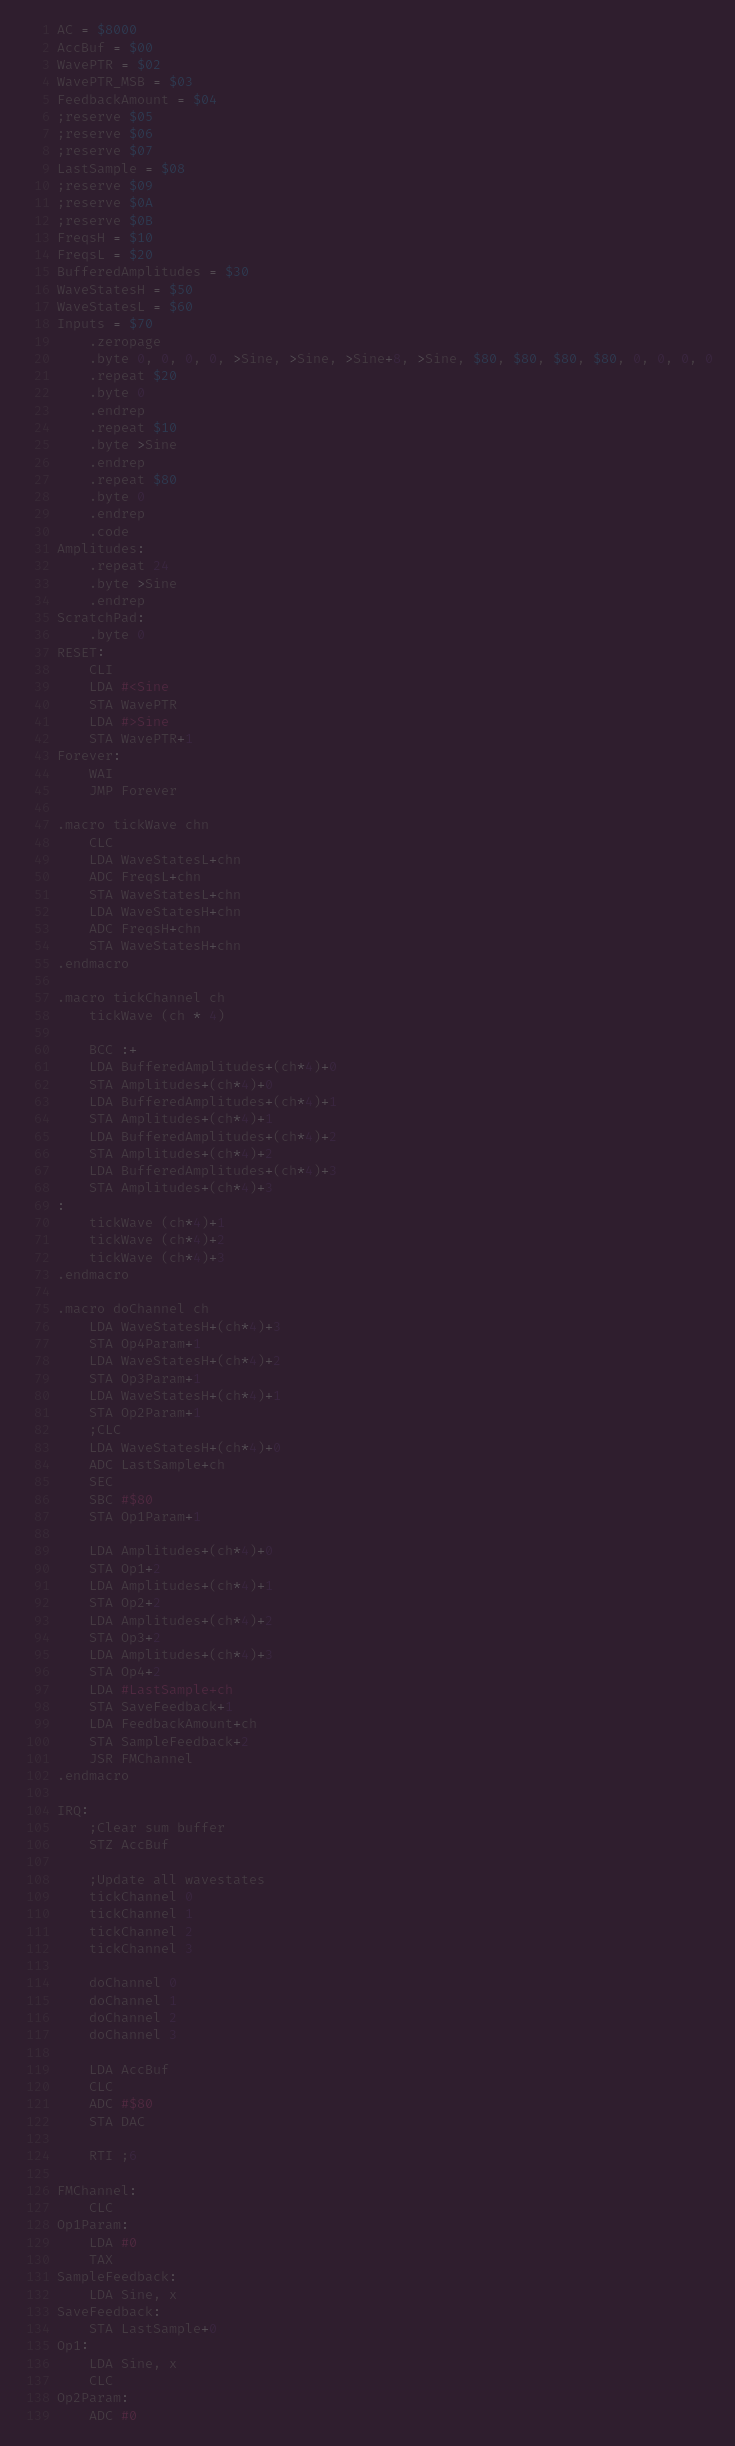 1 AC = $8000
2 AccBuf = $00
3 WavePTR = $02
4 WavePTR_MSB = $03
5 FeedbackAmount = $04
6 ;reserve $05
7 ;reserve $06
8 ;reserve $07
9 LastSample = $08
10 ;reserve $09
11 ;reserve $0A
12 ;reserve $0B
13 FreqsH = $10
14 FreqsL = $20
15 BufferedAmplitudes = $30
16 WaveStatesH = $50
17 WaveStatesL = $60
18 Inputs = $70
19 .zeropage
20 .byte 0, 0, 0, 0, >Sine, >Sine, >Sine+0, >Sine, $80, $80, $80, $80, 0, 0, 0, 0
21 .repeat $20
22 .byte 0
23 .endrep
24 .repeat $10
25 .byte >Sine
26 .endrep
27 .repeat $80
28 .byte 0
29 .endrep
30 .code
31 Amplitudes:
32 .repeat 24
33 .byte >Sine
34 .endrep
35 ScratchPad:
36 .byte 0
37 RESET:
38 CLI
39 LDA #<Sine
40 STA WavePTR
41 LDA #>Sine
42 STA WavePTR+1
43 Forever:
44 WAI
45 JMP Forever
46
47 .macro tickWave chn
48 CLC
49 LDA WaveStatesL+chn
50 ADC FreqsL+chn
51 STA WaveStatesL+chn
52 LDA WaveStatesH+chn
53 ADC FreqsH+chn
54 STA WaveStatesH+chn
55 .endmacro
56
57 .macro tickChannel ch
58 tickWave (ch * 4)
59
60 BCC :+
61 LDA BufferedAmplitudes+(ch*4)+0
62 STA Amplitudes+(ch*4)+0
63 LDA BufferedAmplitudes+(ch*4)+1
64 STA Amplitudes+(ch*4)+1
65 LDA BufferedAmplitudes+(ch*4)+2
66 STA Amplitudes+(ch*4)+2
67 LDA BufferedAmplitudes+(ch*4)+3
68 STA Amplitudes+(ch*4)+3
69 :
70 tickWave (ch*4)+1
71 tickWave (ch*4)+2
72 tickWave (ch*4)+3
73 .endmacro
74
75 .macro doChannel ch
76 LDA WaveStatesH+(ch*4)+3
77 STA Op4Param+1
78 LDA WaveStatesH+(ch*4)+2
79 STA Op3Param+1
80 LDA WaveStatesH+(ch*4)+1
81 STA Op2Param+1
82 ;CLC
83 LDA WaveStatesH+(ch*4)+0
84 ADC LastSample+ch
85 SEC
86 SBC #$80
87 STA Op1Param+1
88
89 LDA Amplitudes+(ch*4)+0
90 STA Op1+2
91 LDA Amplitudes+(ch*4)+1
92 STA Op2+2
93 LDA Amplitudes+(ch*4)+2
94 STA Op3+2
95 LDA Amplitudes+(ch*4)+3
96 STA Op4+2
97 LDA #LastSample+ch
98 STA SaveFeedback+1
99 LDA FeedbackAmount+ch
100 STA SampleFeedback+2
101 JSR FMChannel
102 .endmacro
103
104 IRQ:
105 ;Clear sum buffer
106 STZ AccBuf
107
108 ;Update all wavestates
109 tickChannel 0
110 tickChannel 1
111 tickChannel 2
112 tickChannel 3
113
114 doChannel 0
115 doChannel 1
116 doChannel 2
117 doChannel 3
118
119 LDA AccBuf
120 CLC
121 ADC #$80
122 STA DAC
123
124 RTI ;6
125
126 FMChannel:
127 CLC
128 Op1Param:
129 LDA #0
130 TAX
131 SampleFeedback:
132 LDA Sine, x
133 SaveFeedback:
134 STA LastSample+0
135 Op1:
136 LDA Sine, x
137 CLC
138 Op2Param:
139 ADC #0